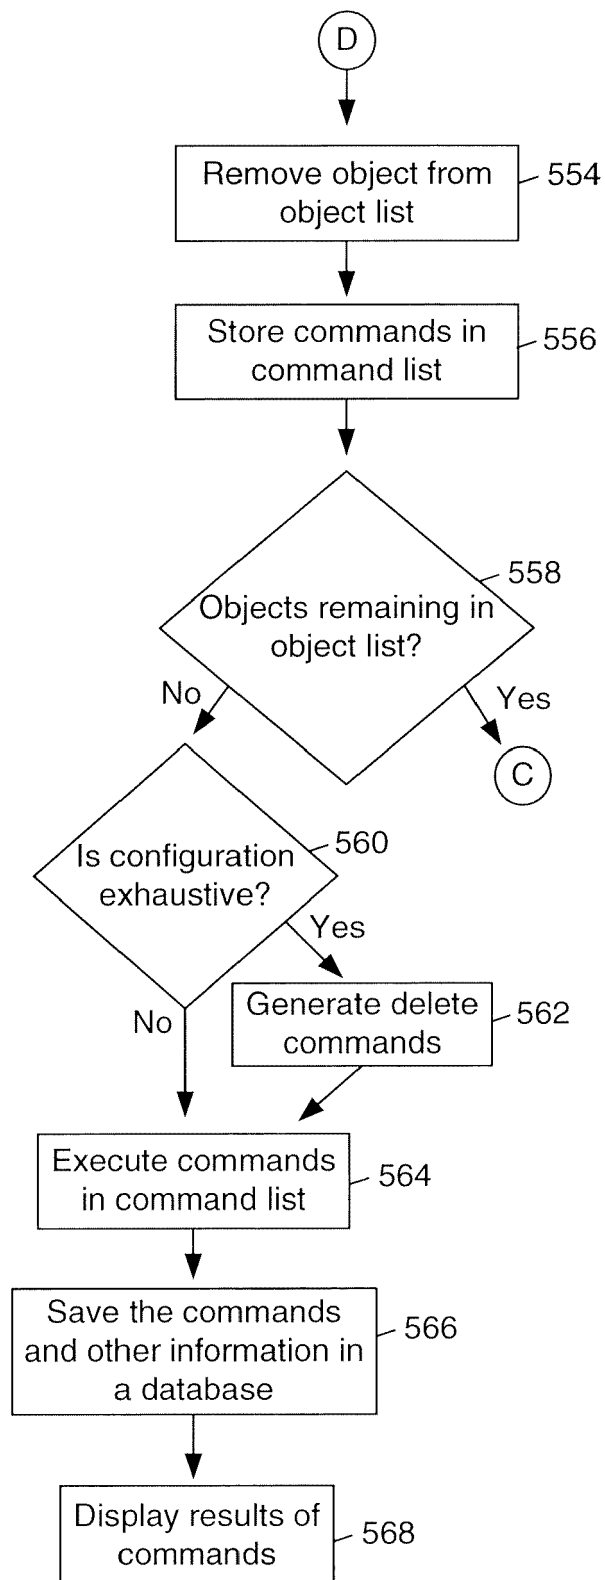 D
Remove object from
object list
554
Store commands in
command list
556
558
Objects remaining in
object list?
No
Yes
C
560
Is configuration
exhaustive?
Yes
No
Generate delete
commands
562
Execute commands
in command list
564
Save the commands
and other information in
a database
566
Display results of
commands
568